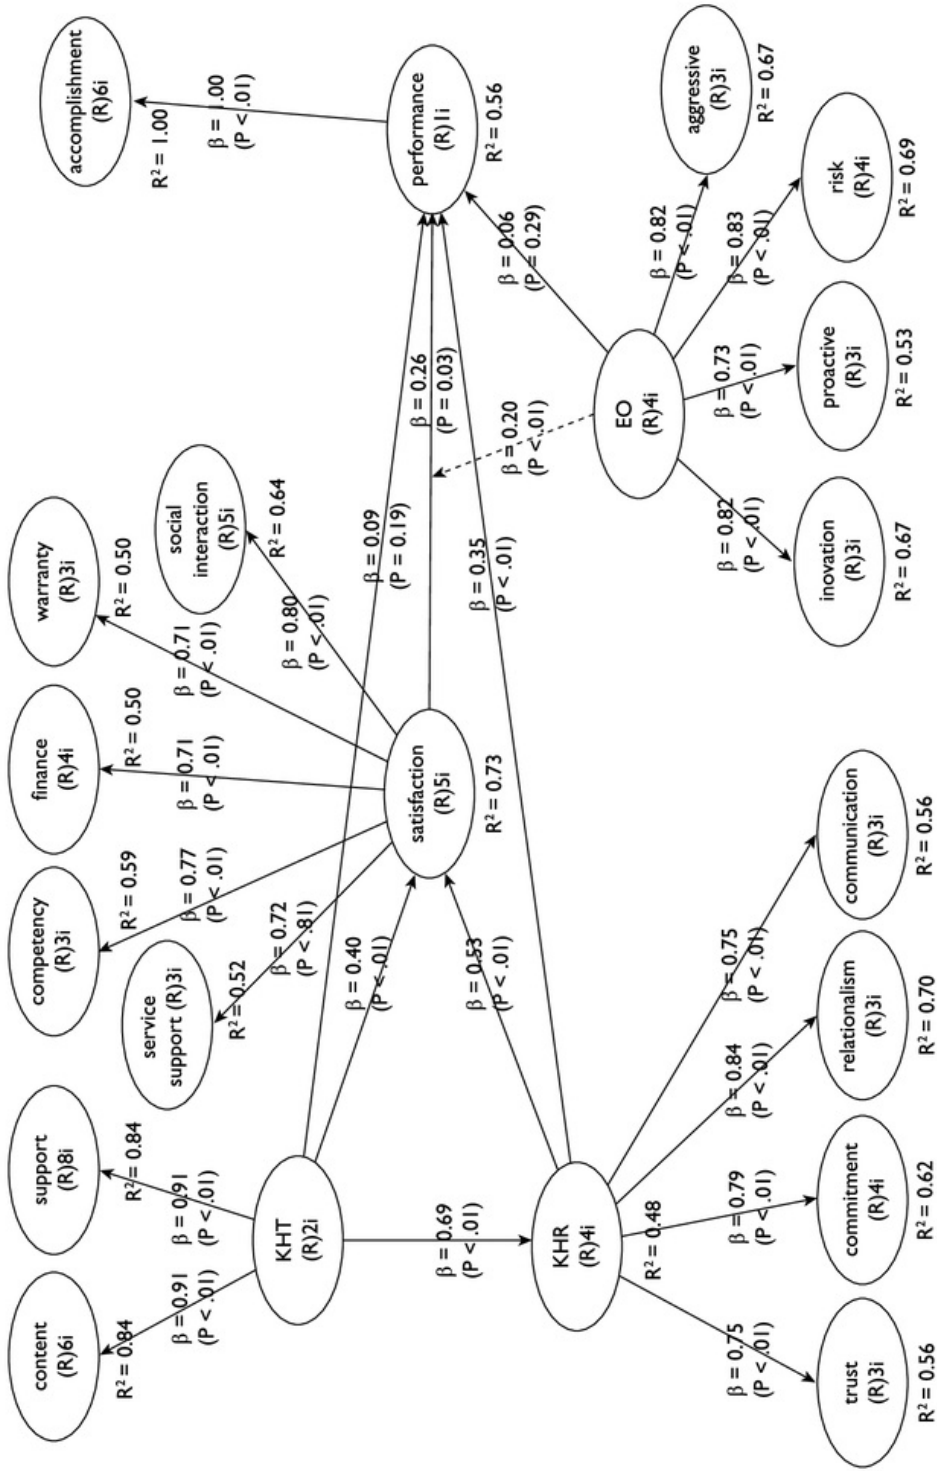 content
(R)6i
R² = 0.84
β = 0.91
(P < .01)
support
(R)8i
R² = 0.84
β = 0.91
(P < .01)
service
support (R)3i
R² = 0.52
β = 0.72
(P < .81)
competency
(R)3i
R² = 0.59
β = 0.77
(P < .01)
finance
(R)4i
R² = 0.50
β = 0.71
(P < .01)
warranty
(R)3i
R² = 0.50
β = 0.71
(P < .01)
social
interaction
(R)5i
R² = 0.64
β = 0.80
(P < .01)
accomplishment
(R)6i
R² = 1.00
β = 1.00
(P < .01)
KHT
(R)2i
β = 0.40
(P < .01)
β = 0.09
(P = 0.19)
satisfaction
(R)5i
R² = 0.73
β = 0.26
(P = 0.03)
performance
(R)1i
R² = 0.56
β = 0.69
(P < .01)
β = 0.53
(P < .01)
β = 0.35
(P < .01)
β = 0.20
(P < .01)
β = 0.06
(P = 0.29)
KHR
(R)4i
R² = 0.48
EO
(R)4i
β = 0.75
(P < .01)
β = 0.79
(P < .01)
β = 0.84
(P < .01)
β = 0.75
(P < .01)
β = 0.82
(P < .01)
β = 0.73
(P < .01)
β = 0.83
(P < .01)
β = 0.82
(P < .01)
trust
(R)3i
R² = 0.56
commitment
(R)4i
R² = 0.62
relationalism
(R)3i
R² = 0.70
communication
(R)3i
R² = 0.56
inovation
(R)3i
R² = 0.67
proactive
(R)3i
R² = 0.53
risk
(R)4i
R² = 0.69
aggressive
(R)3i
R² = 0.67